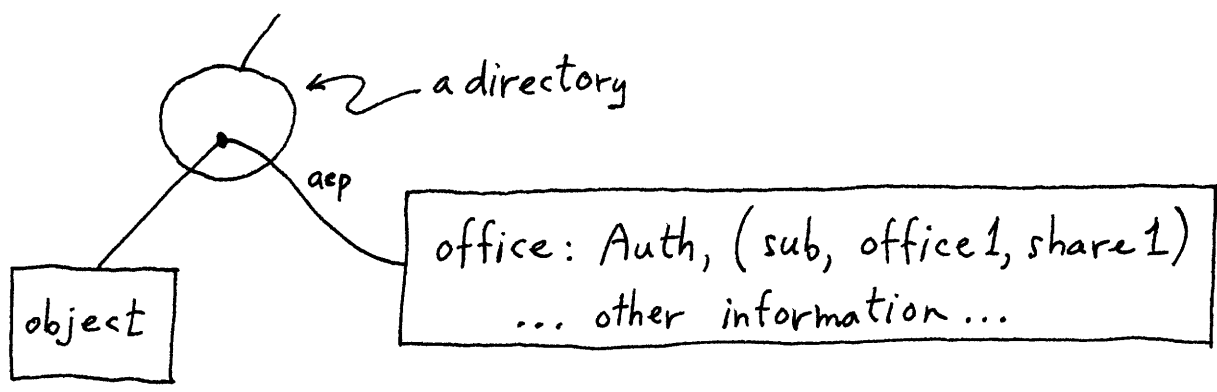 a directory
aep
office: Auth, (sub, office1, share1)
... other information ...
object